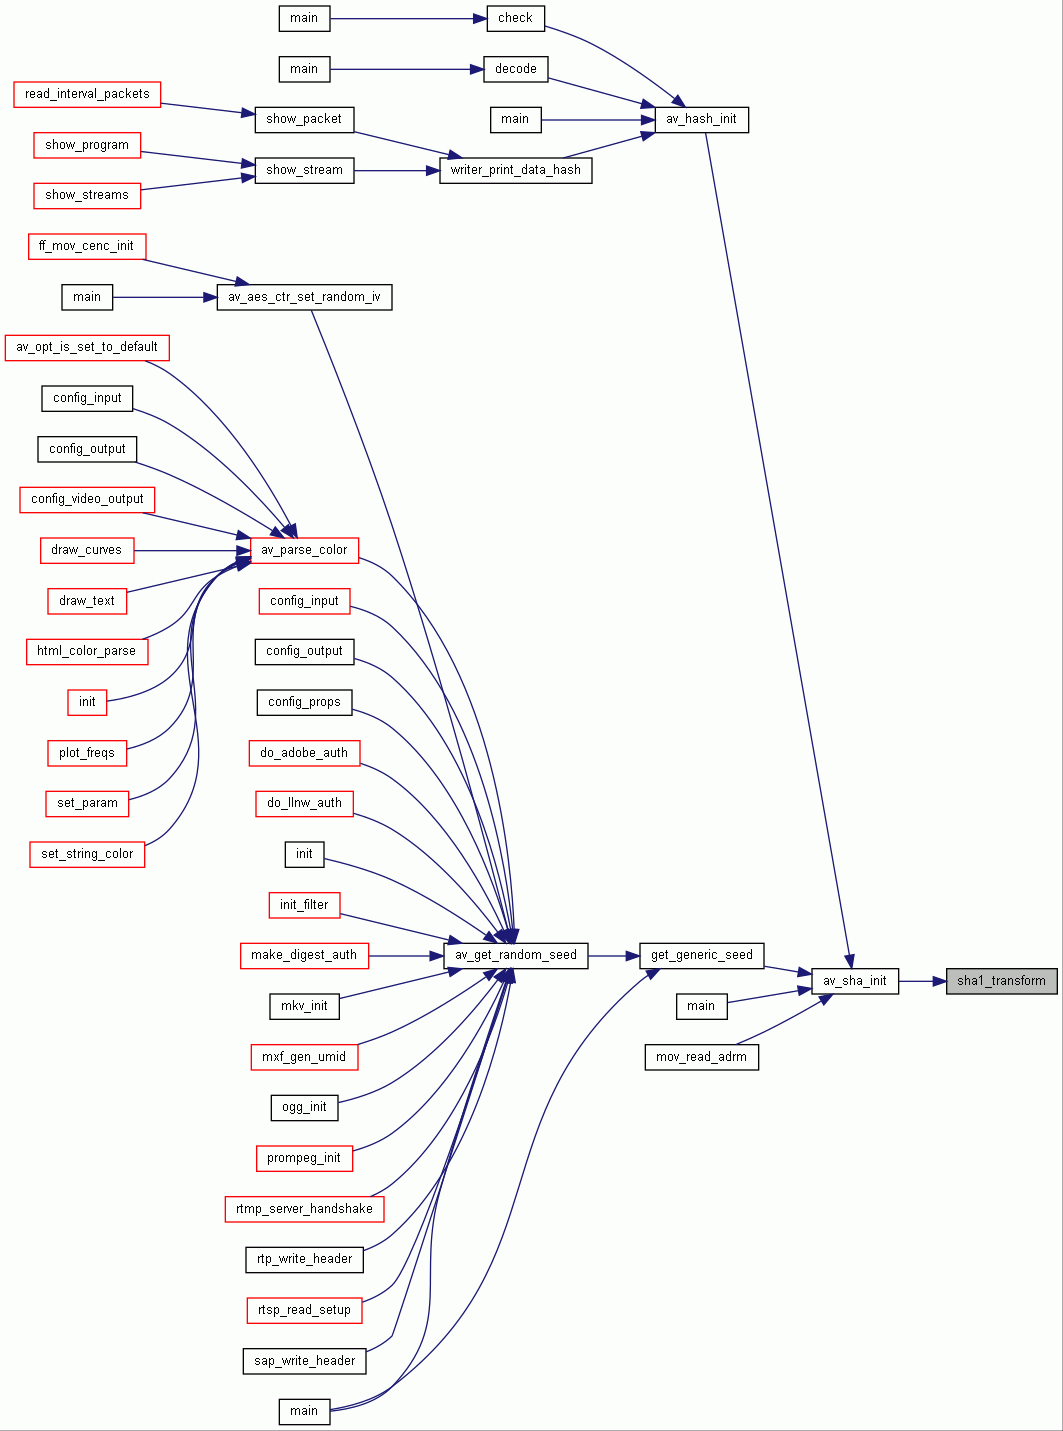 main
check
main
decode
read_interval_packets
show_packet
main
av_hash_init
show_program
show_stream
writer_print_data_hash
show_streams
ff_mov_cenc_init
main
av_aes_ctr_set_random_iv
av_opt_is_set_to_default
config_input
config_output
config_video_output
draw_curves
av_parse_color
draw_text
config_input
html_color_parse
config_output
init
config_props
plot_freqs
do_adobe_auth
set_param
do_llnw_auth
set_string_color
init
init_filter
make_digest_auth
av_get_random_seed
get_generic_seed
av_sha_init
sha1_transform
mkv_init
main
mxf_gen_umid
mov_read_adrm
ogg_init
prompeg_init
rtmp_server_handshake
rtp_write_header
rtsp_read_setup
sap_write_header
main